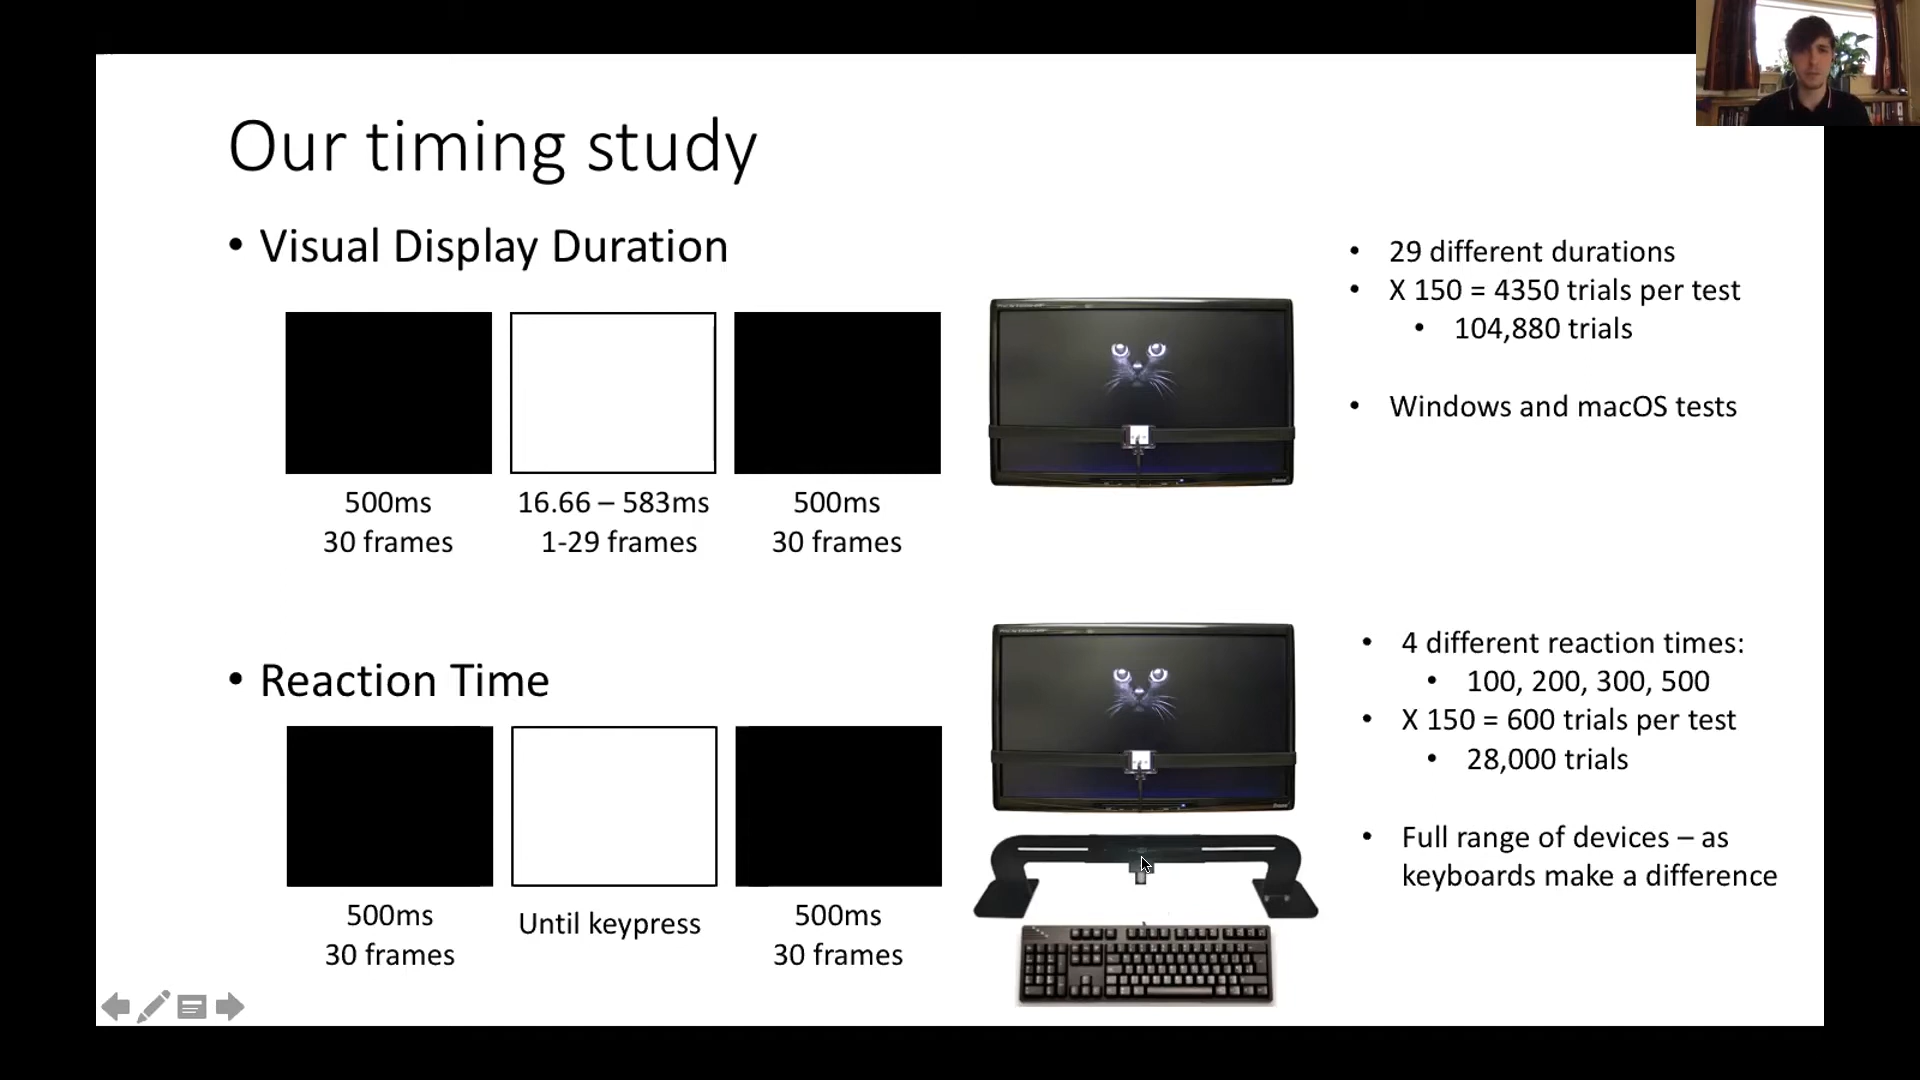 Our timing study
• Visual Display Duration
500ms
30 frames
16.66 – 583ms
1-29 frames
500ms
30 frames
• 29 different durations
• X 150 = 4350 trials per test
• 104,880 trials
• Windows and macOS tests
• Reaction Time
500ms
30 frames
Until keypress
500ms
30 frames
• 4 different reaction times:
• 100, 200, 300, 500
• X 150 = 600 trials per test
• 28,000 trials
• Full range of devices – as
keyboards make a difference